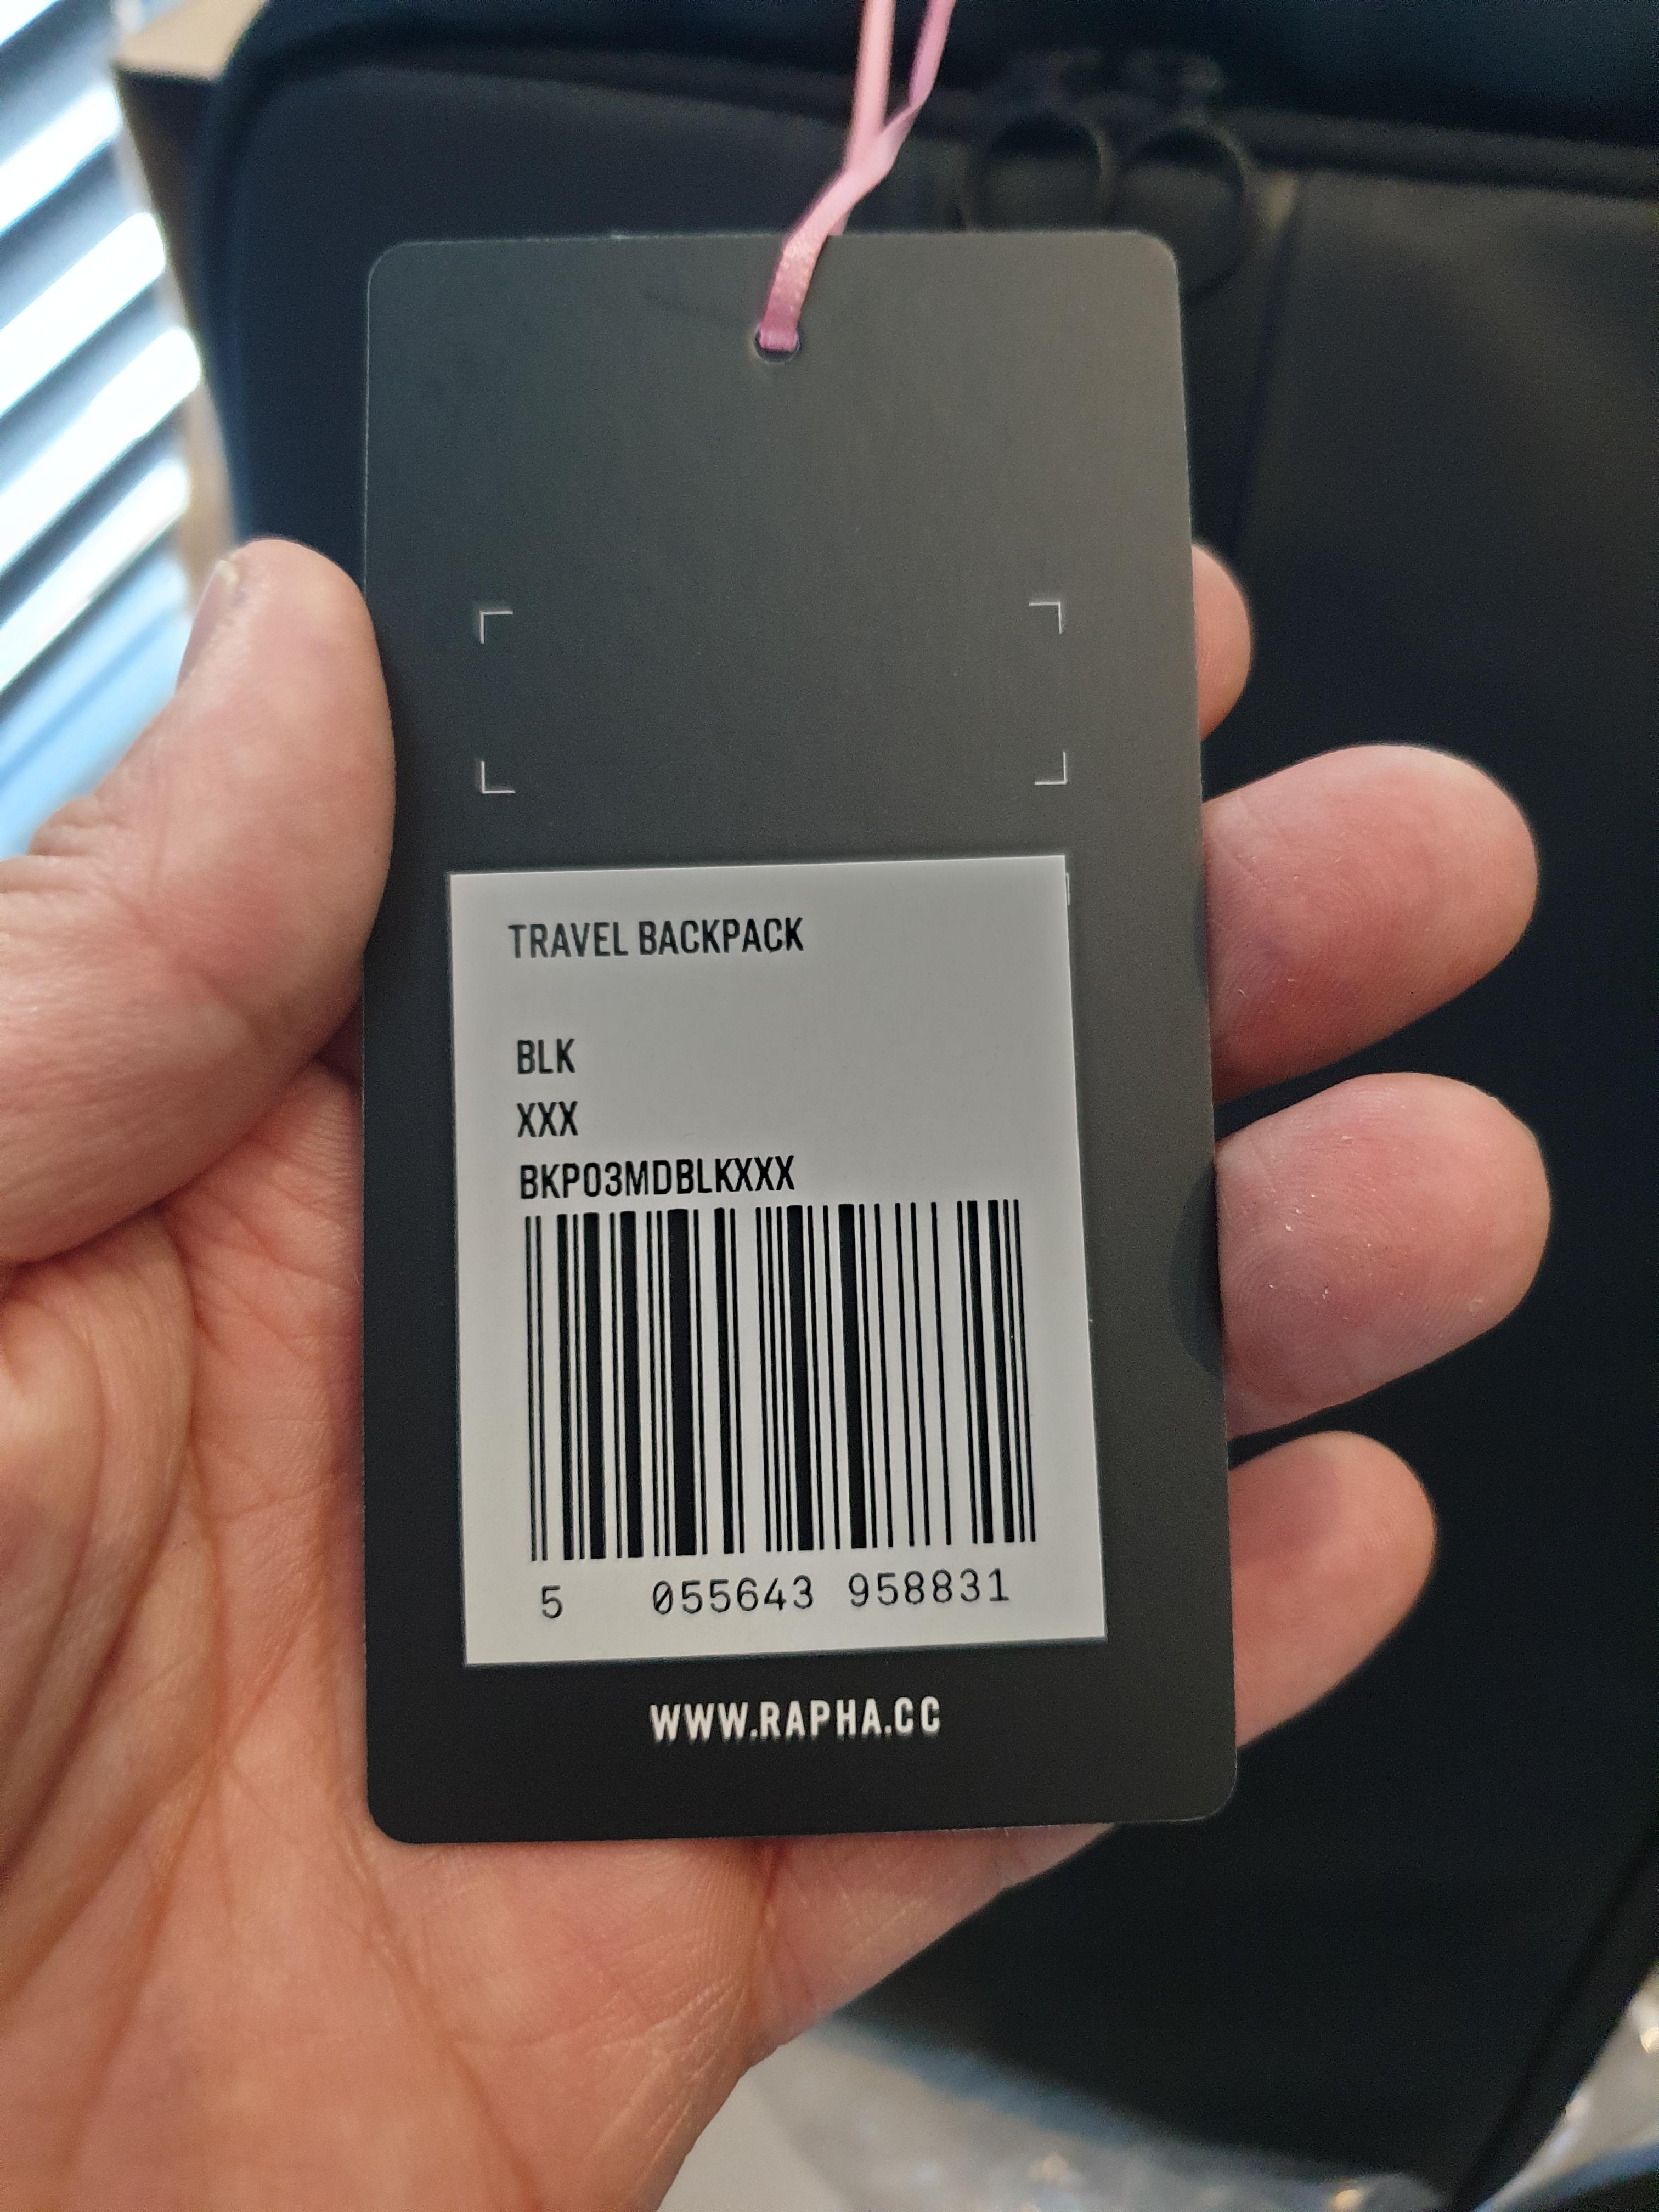 TRAVEL BACKPACK
BLK
XXX
BKP03MDBLKXXX
5 055643 958831
WWW.RAPHA.CC